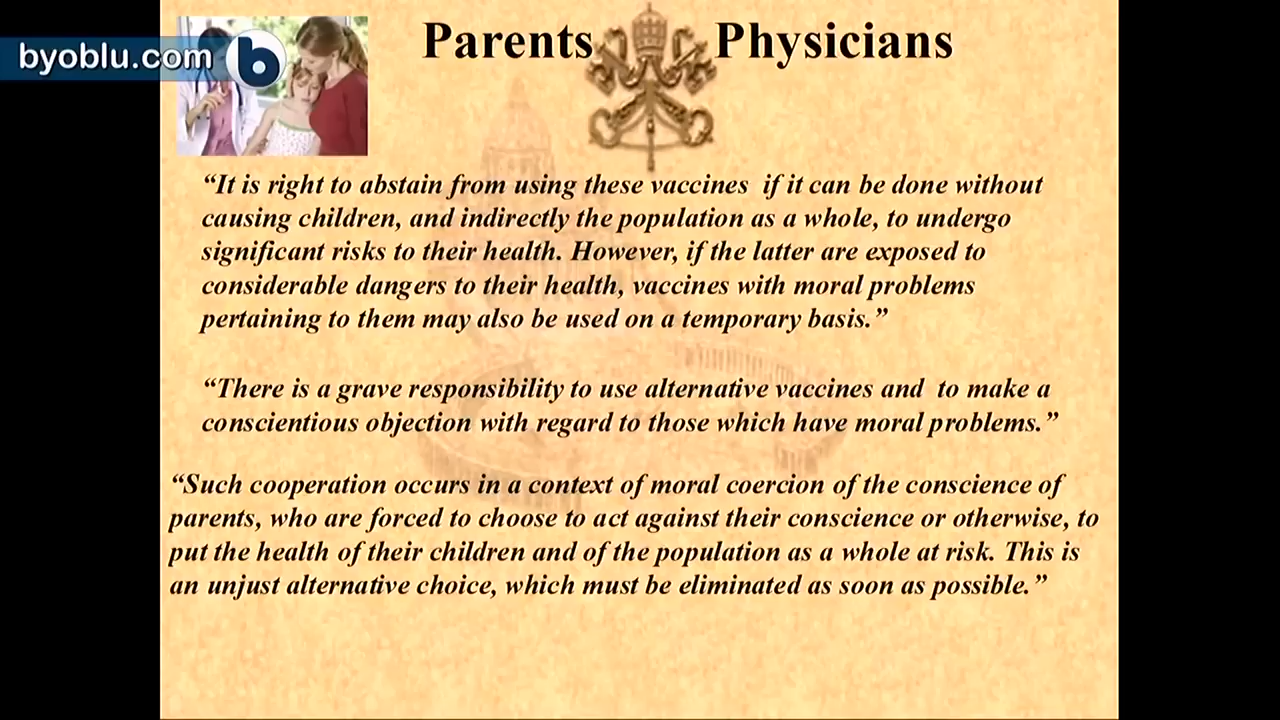 byoblu.com b
Parents Physicians
“It is right to abstain from using these vaccines if it can be done without
causing children, and indirectly the population as a whole, to undergo
significant risks to their health. However, if the latter are exposed to
considerable dangers to their health, vaccines with moral problems
pertaining to them may also be used on a temporary basis.”
“There is a grave responsibility to use alternative vaccines and to make a
conscientious objection with regard to those which have moral problems.”
“Such cooperation occurs in a context of moral coercion of the conscience of
parents, who are forced to choose to act against their conscience or otherwise, to
put the health of their children and of the population as a whole at risk. This is
an unjust alternative choice, which must be eliminated as soon as possible.”